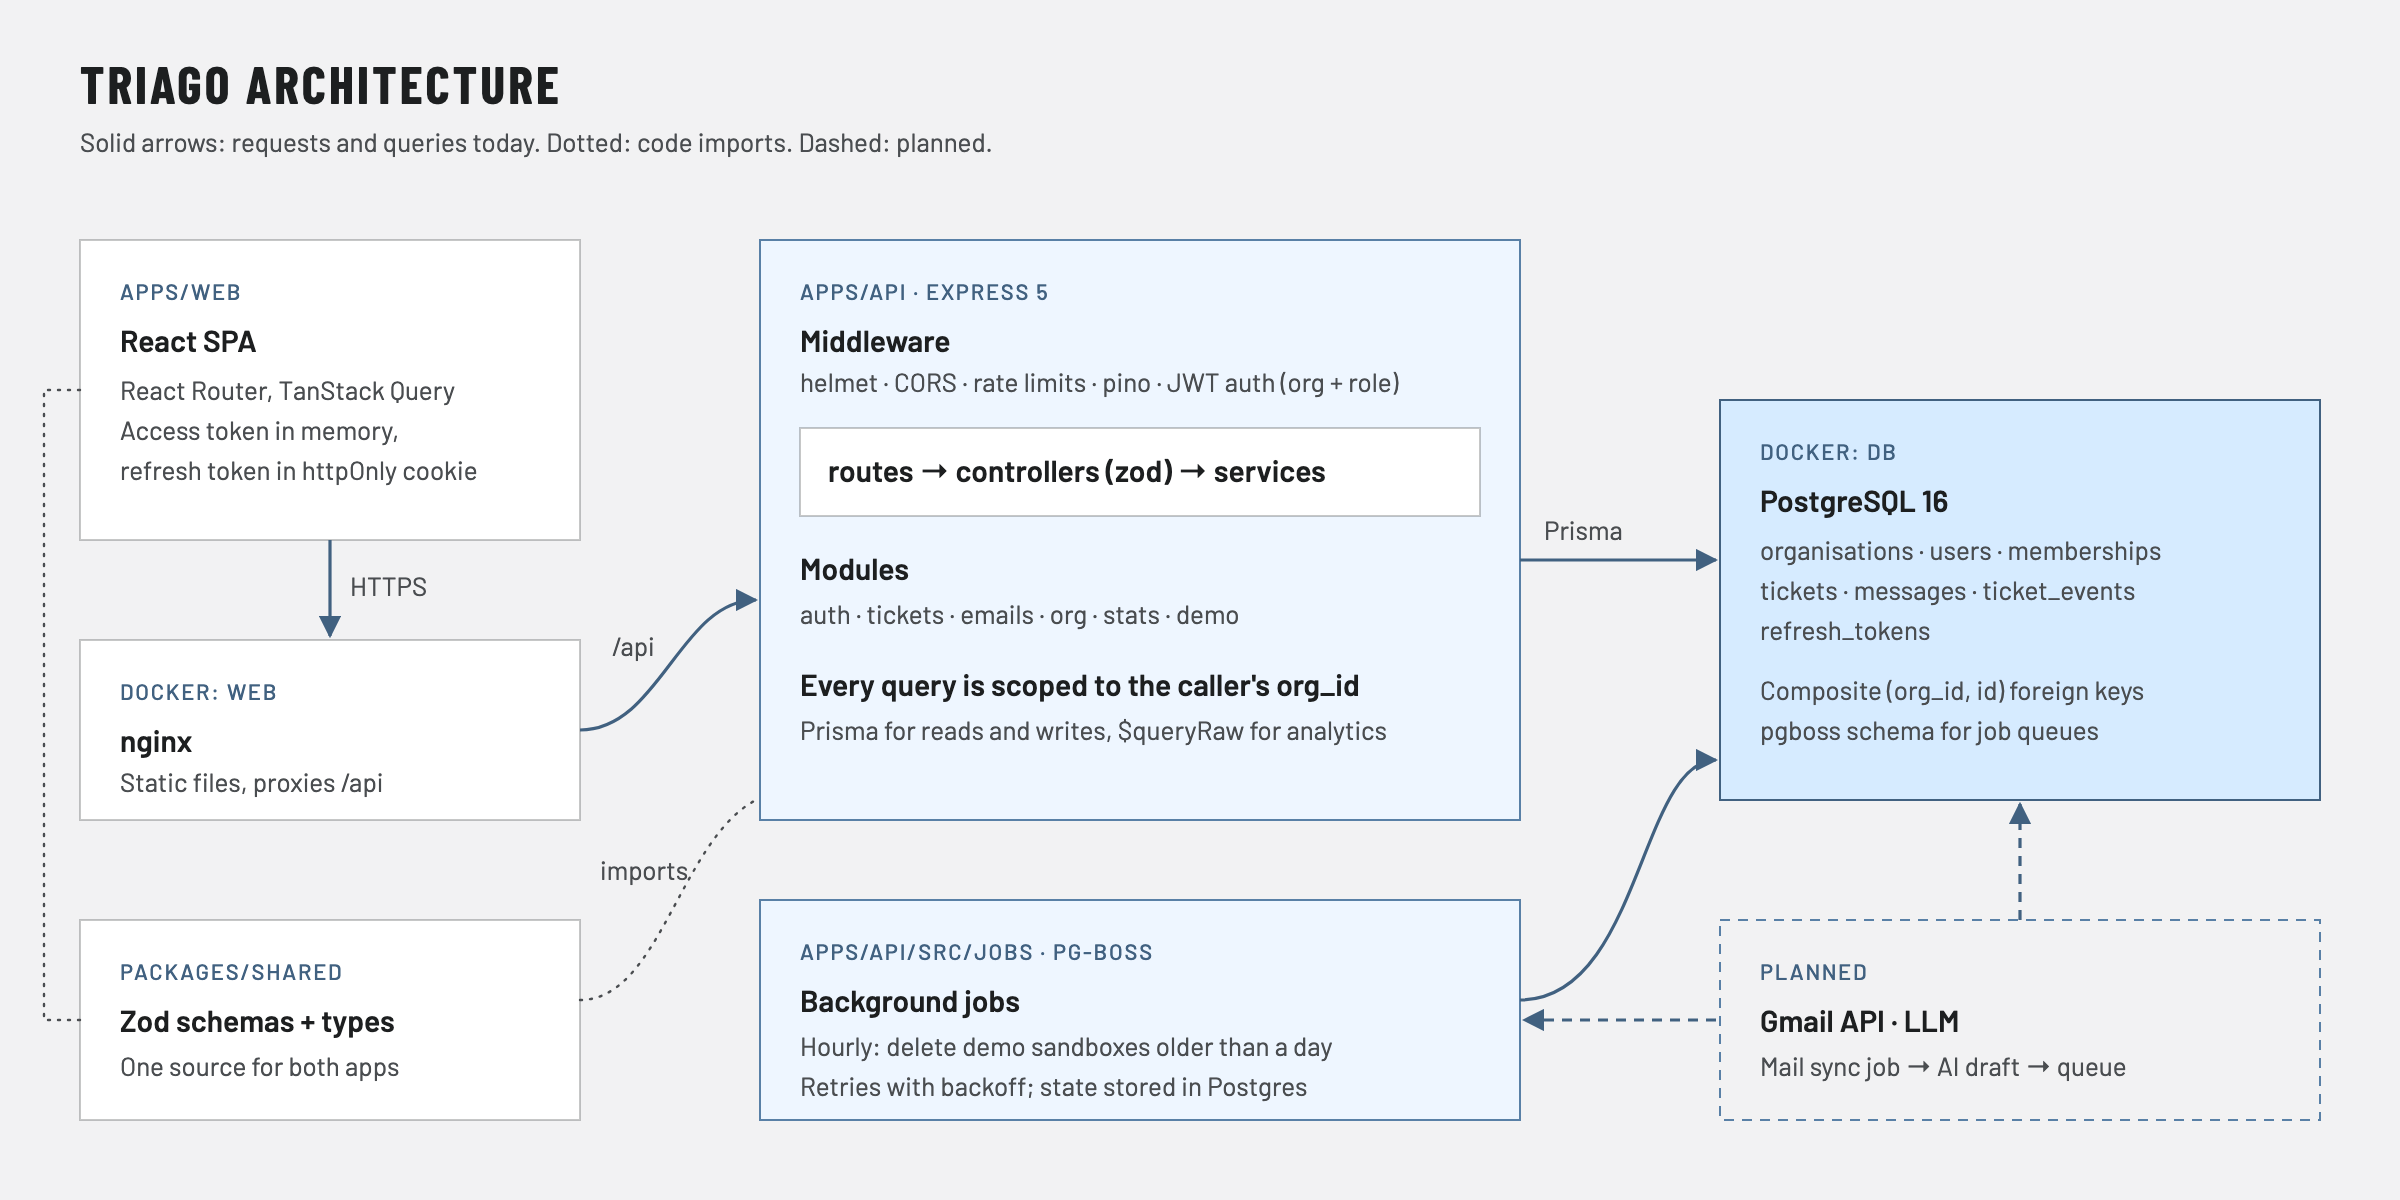 TRIAGO ARCHITECTURE
Solid arrows: requests and queries today. Dotted: code imports. Dashed: planned.
APPS/WEB
React SPA
React Router, TanStack Query
Access token in memory,
refresh token in httpOnly cookie
HTTPS
DOCKER: WEB
nginx
Static files, proxies /api
/api
imports
PACKAGES/SHARED
Zod schemas + types
One source for both apps
APPS/API · EXPRESS 5
Middleware
helmet · CORS · rate limits · pino · JWT auth (org + role)
routes → controllers (zod) → services
Modules
auth · tickets · emails · org · stats · demo
Every query is scoped to the caller's org_id
Prisma for reads and writes, $queryRaw for analytics
APPS/API/SRC/JOBS · PG-BOSS
Background jobs
Hourly: delete demo sandboxes older than a day
Retries with backoff; state stored in Postgres
Prisma
DOCKER: DB
PostgreSQL 16
organisations · users · memberships
tickets · messages · ticket_events
refresh_tokens
Composite (org_id, id) foreign keys
pgboss schema for job queues
PLANNED
Gmail API · LLM
Mail sync job → AI draft → queue